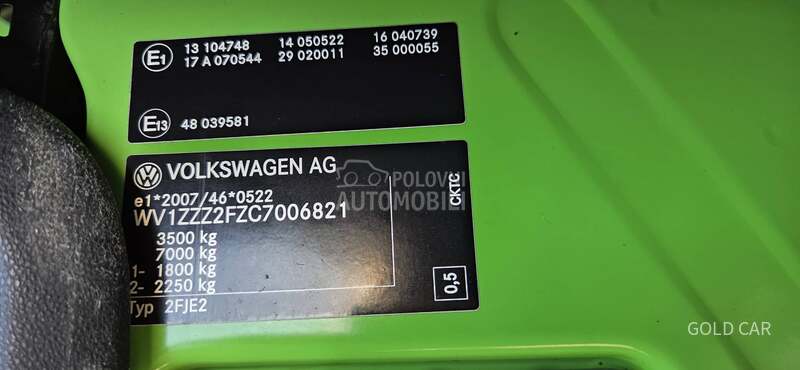 E1 13 104748 14 050522 16 040739
17 A 070544 29 020011 35 000055
E13 48 039581
VOLKSWAGEN AG
e1*2007/46*0522
WV1ZZZ2FZC7006821
3500 kg
7000 kg
1- 1800 kg
2- 2250 kg
Typ 2FJE2
CKTC
0,5
POLOVNI
AUTOMOBILI
GOLD CAR